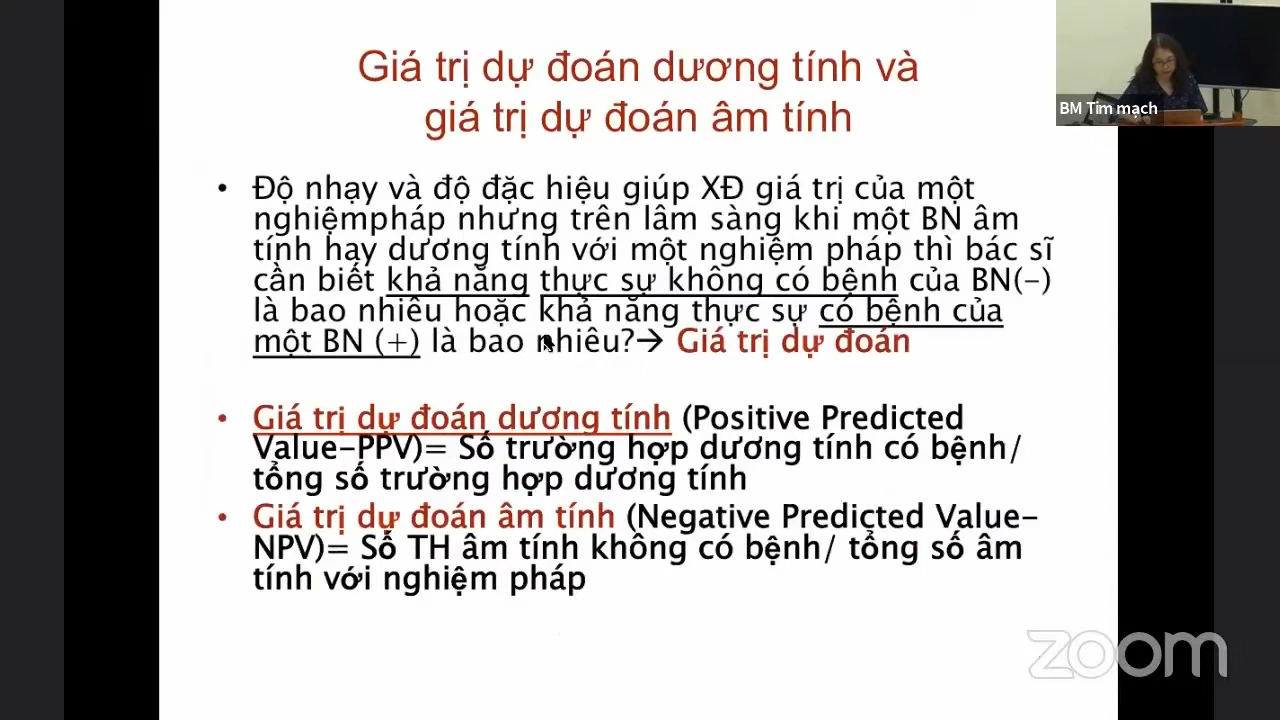 Giá trị dự đoán dương tính và
giá trị dự đoán âm tính
BM Tim mạch
• Độ nhạy và độ đặc hiệu giúp XĐ giá trị của một
nghiệmpháp nhưng trên lâm sàng khi một BN âm
tính hay dương tính với một nghiệm pháp thì bác sĩ
cần biết khả năng thực sự không có bệnh của BN(-)
là bao nhiêu hoặc khả năng thực sự có bệnh của
một BN (+) là bao nhiêu?→ Giá trị dự đoán
• Giá trị dự đoán dương tính (Positive Predicted
Value-PPV)= Số trường hợp dương tính có bệnh/
tổng số trường hợp dương tính
• Giá trị dự đoán âm tính (Negative Predicted Value-
NPV)= Số TH âm tính không có bệnh/ tổng số âm
tính với nghiệm pháp
zoom